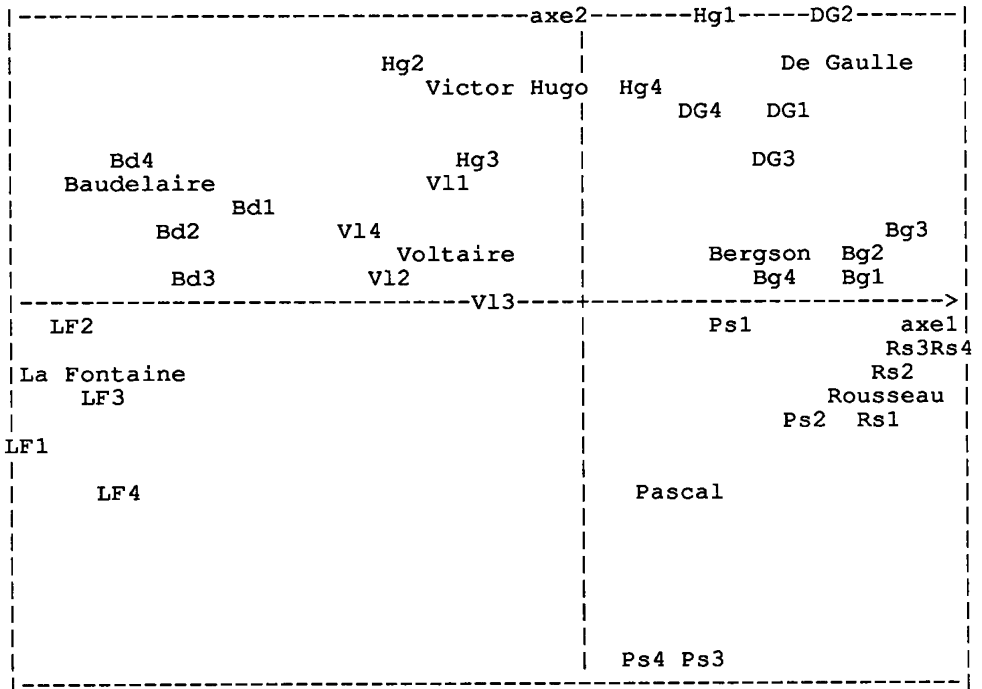 axe2 Hg1 DG2
Hg2 De Gaulle
Victor Hugo Hg4
DG4 DG1
Bd4 Hg3 DG3
Baudelaire Vl1
Bd1
Bd2 Vl4 Bg3
Voltaire Bergson Bg2
Bd3 Vl2 Bg4 Bg1
Vl3
LF2 Ps1 axe1
Rs3Rs4
La Fontaine Rs2
LF3 Rousseau
Ps2 Rs1
LF1
LF4 Pascal
Ps4 Ps3